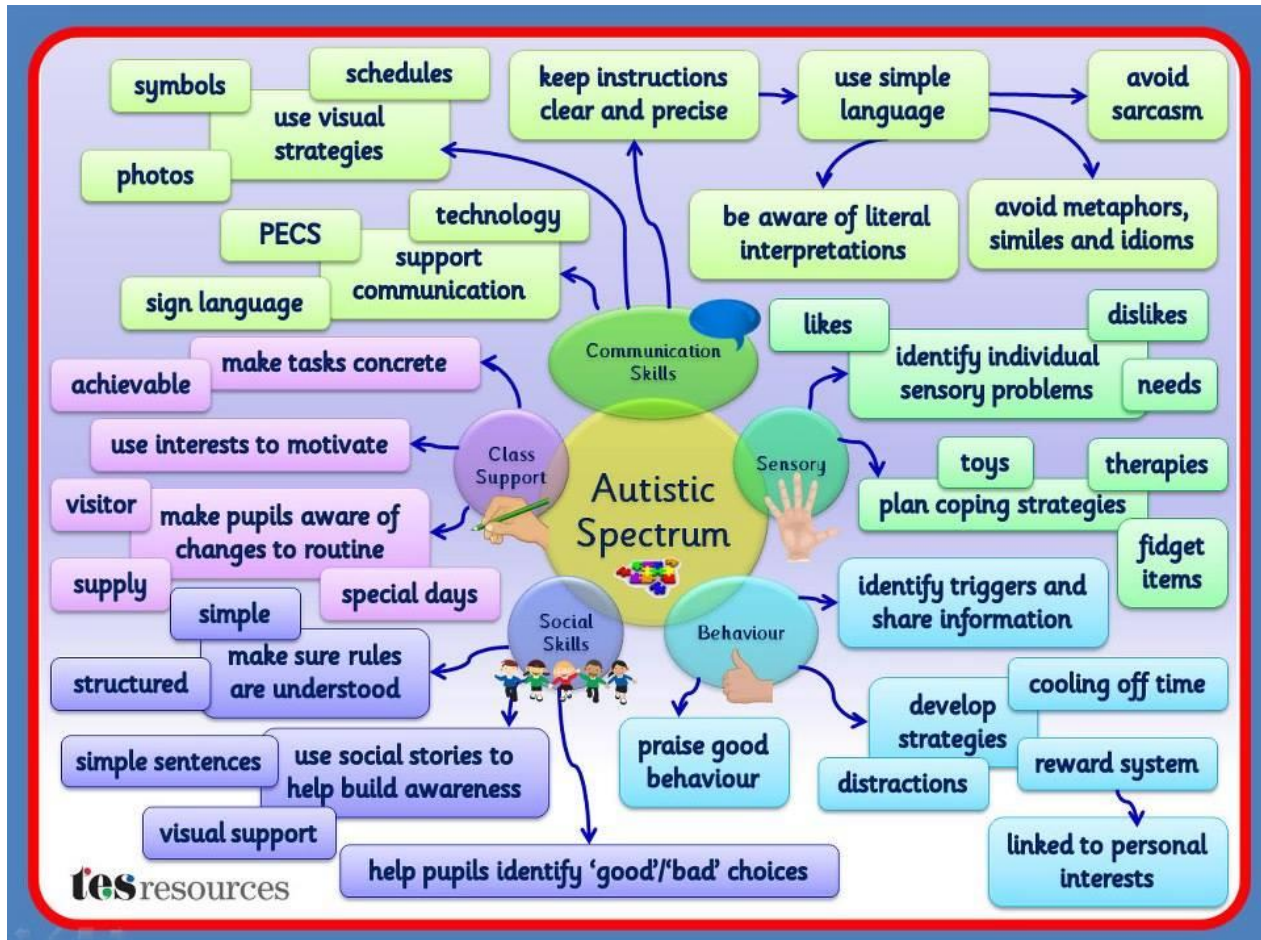 symbols
schedules
use visual
strategies
photos
PECS
technology
support
communication
sign language
keep instructions
clear and precise
use simple
language
avoid
sarcasm
be aware of literal
interpretations
avoid metaphors,
similes and idioms
Communication
Skills
likes
dislikes
identify individual
sensory problems
needs
make tasks concrete
achievable
use interests to motivate
Class
Support
visitor
make pupils aware of
changes to routine
supply
special days
Autistic
Spectrum
Sensory
toys
therapies
plan coping strategies
fidget
items
identify triggers and
share information
Social
Skills
Behaviour
simple
make sure rules
are understood
structured
simple sentences
use social stories to
help build awareness
visual support
help pupils identify ‘good’/‘bad’ choices
praise good
behaviour
develop
strategies
cooling off time
distractions
reward system
linked to personal
interests
tes resources